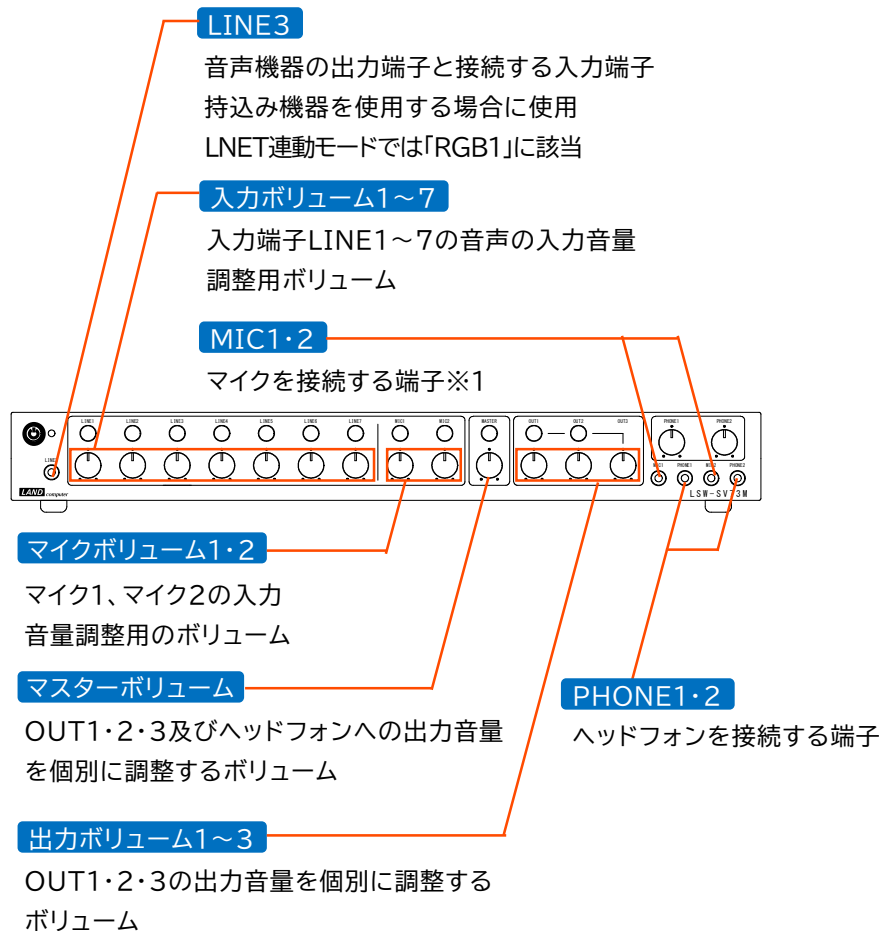 LINE3
音声機器の出力端子と接続する入力端子
持込み機器を使用する場合に使用
LNET連動モードでは「RGB1」に該当
入力ボリューム1～7
入力端子LINE1～7の音声の入力音量
調整用ボリューム
MIC1・2
マイクを接続する端子※1
LINE1 LINE2 LINE3 LINE4 LINE5 LINE6 LINE7 MIC1 MIC2 MASTER OUT1 OUT2 OUT3 PHONE1 PHONE2
LINE MIC1 PHONE1 MIC2 PHONE2
LAND computer LSW-SV73M
マイクボリューム1・2
マイク1、マイク2の入力
音量調整用のボリューム
マスターボリューム
OUT1・2・3及びヘッドフォンへの出力音量
を個別に調整するボリューム
PHONE1・2
ヘッドフォンを接続する端子
出力ボリューム1～3
OUT1・2・3の出力音量を個別に調整する
ボリューム